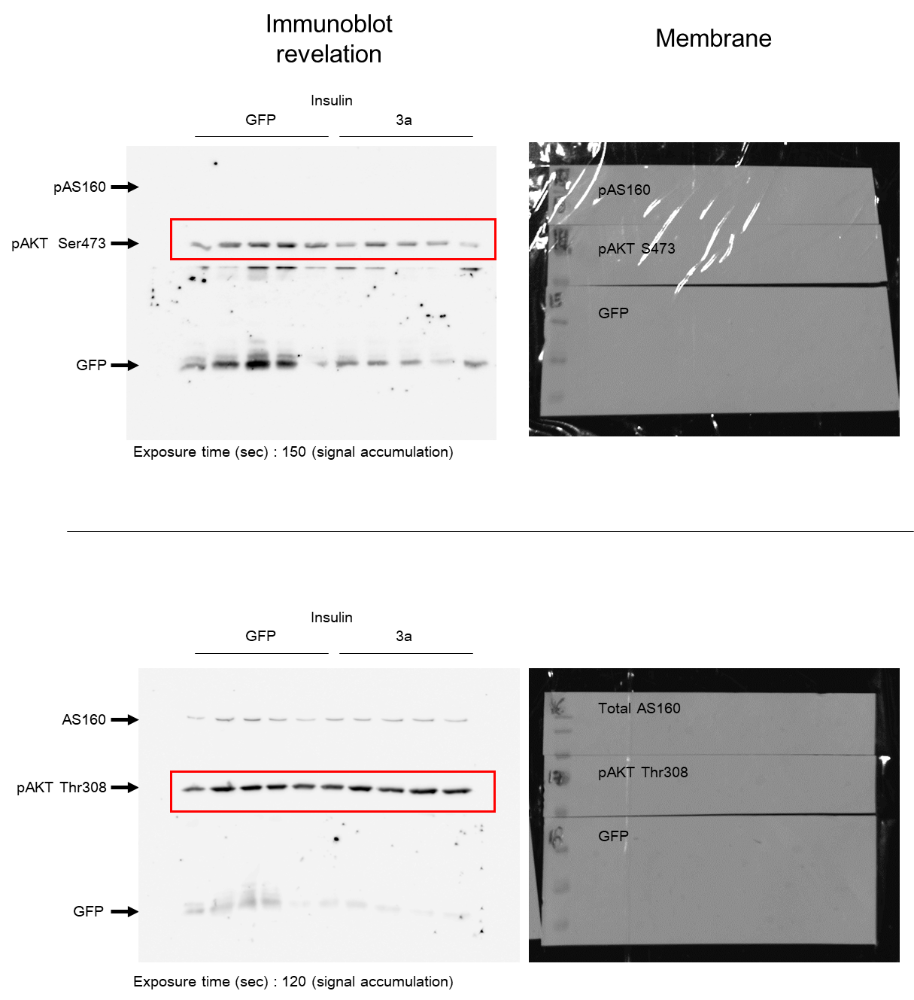 Immunoblot
revelation
Membrane
Insulin
GFP
3a
pAS160
pAKT Ser473
GFP
pAS160
pAKT S473
GFP
Exposure time (sec) : 150 (signal accumulation)
Insulin
GFP
3a
AS160
pAKT Thr308
GFP
Total AS160
pAKT Thr308
GFP
Exposure time (sec) : 120 (signal accumulation)